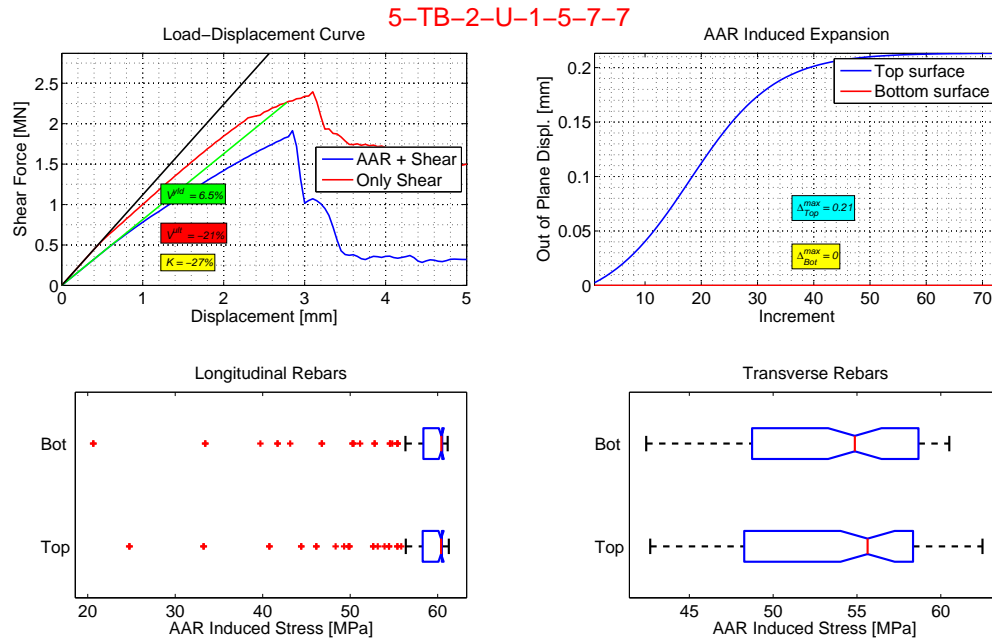 5–TB–2–U–1–5–7–7
Load–Displacement Curve
Shear Force [MN]
2.5
2
1.5
1
0.5
0
AAR + Shear
Only Shear
V^yld = 6.5%
V^ult = −21%
K = −27%
0 1 2 3 4 5
Displacement [mm]
AAR Induced Expansion
Out of Plane Displ. [mm]
0.2
0.15
0.1
0.05
0
Top surface
Bottom surface
Δ^max_Top = 0.21
Δ^max_Bot = 0
10 20 30 40 50 60 70
Increment
Longitudinal Rebars
Bot
Top
20 30 40 50 60
AAR Induced Stress [MPa]
Transverse Rebars
Bot
Top
45 50 55 60
AAR Induced Stress [MPa]